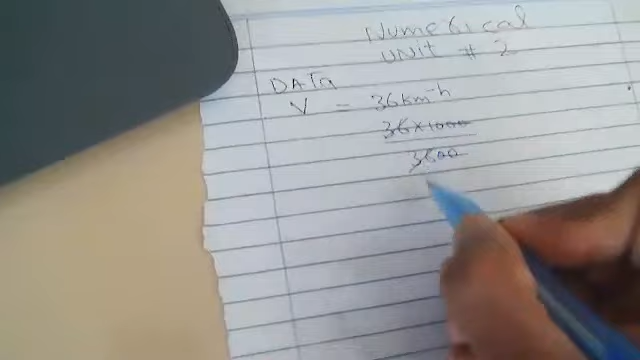 Numerical
UNIT # 2
DATA
V = 36km-h
36×1000
3600